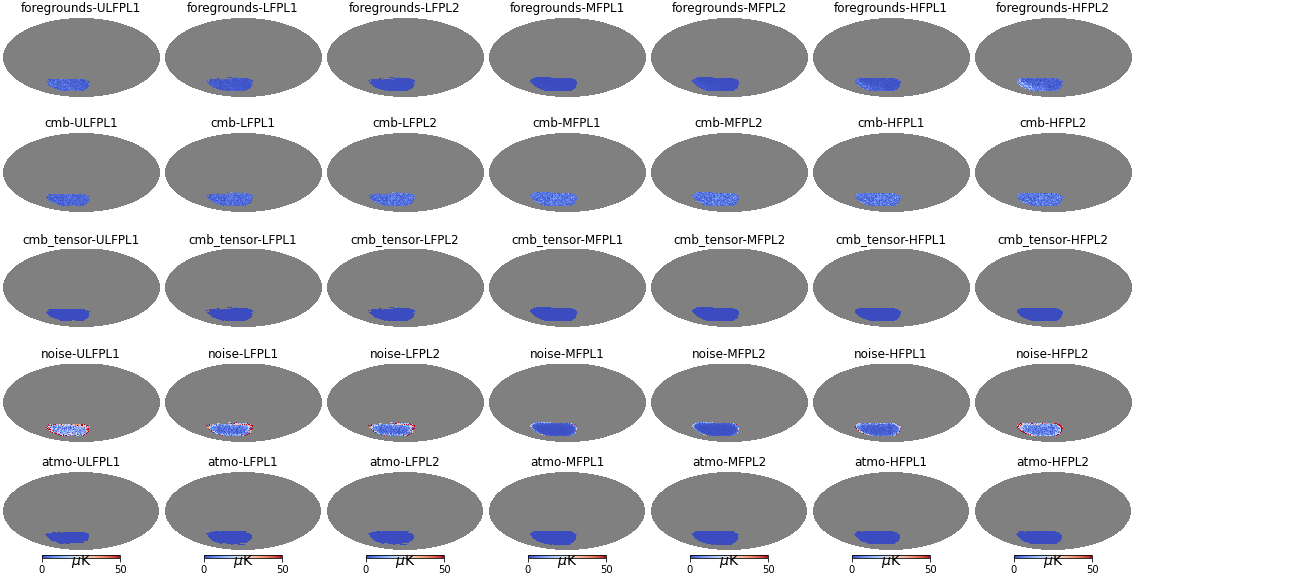 foregrounds-ULFPL1 foregrounds-LFPL1 foregrounds-LFPL2 foregrounds-MFPL1 foregrounds-MFPL2 foregrounds-HFPL1 foregrounds-HFPL2
cmb-ULFPL1 cmb-LFPL1 cmb-LFPL2 cmb-MFPL1 cmb-MFPL2 cmb-HFPL1 cmb-HFPL2
cmb_tensor-ULFPL1 cmb_tensor-LFPL1 cmb_tensor-LFPL2 cmb_tensor-MFPL1 cmb_tensor-MFPL2 cmb_tensor-HFPL1 cmb_tensor-HFPL2
noise-ULFPL1 noise-LFPL1 noise-LFPL2 noise-MFPL1 noise-MFPL2 noise-HFPL1 noise-HFPL2
atmo-ULFPL1 atmo-LFPL1 atmo-LFPL2 atmo-MFPL1 atmo-MFPL2 atmo-HFPL1 atmo-HFPL2
μK μK μK μK μK μK μK
0 50 0 50 0 50 0 50 0 50 0 50 0 50